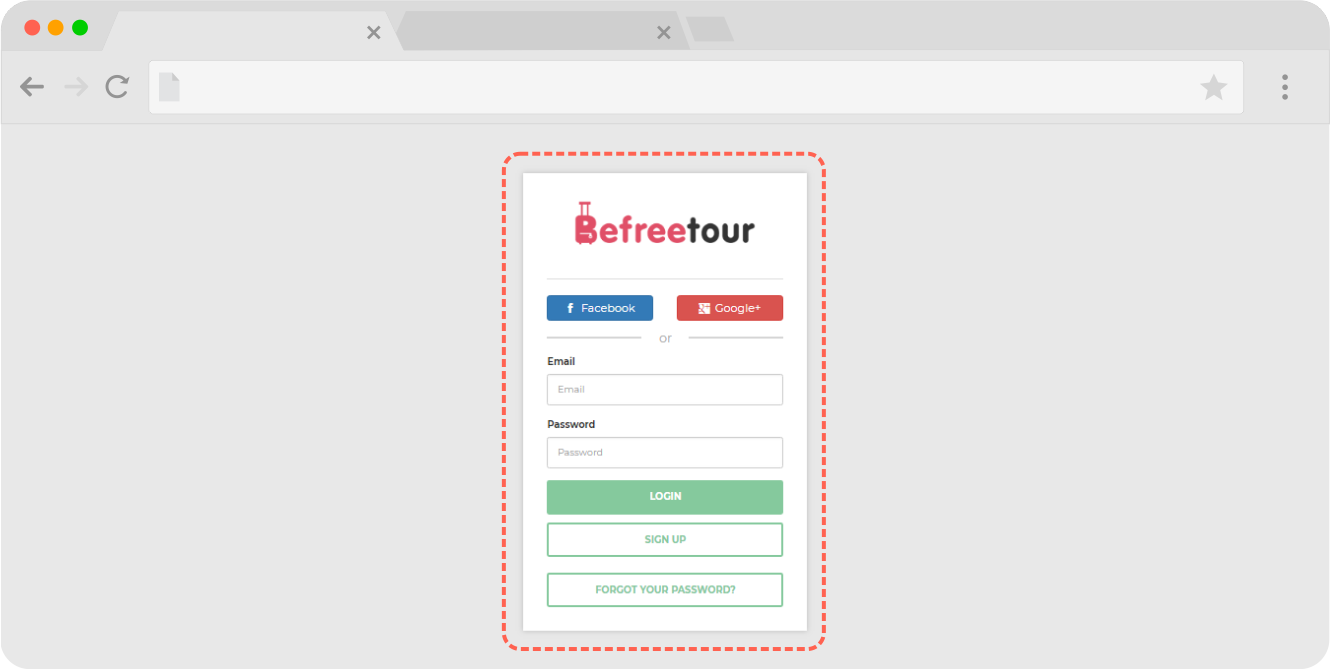 Befreetour
Facebook Google+
or
Email
Email
Password
Password
LOGIN
SIGN UP
FORGOT YOUR PASSWORD?